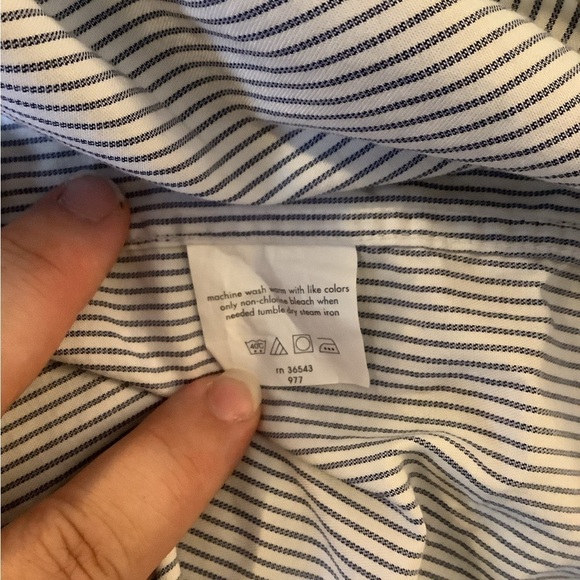 machine wash warm with like colors
only non-chlorine bleach when
needed tumble dry steam iron
40C
rn 36543
977